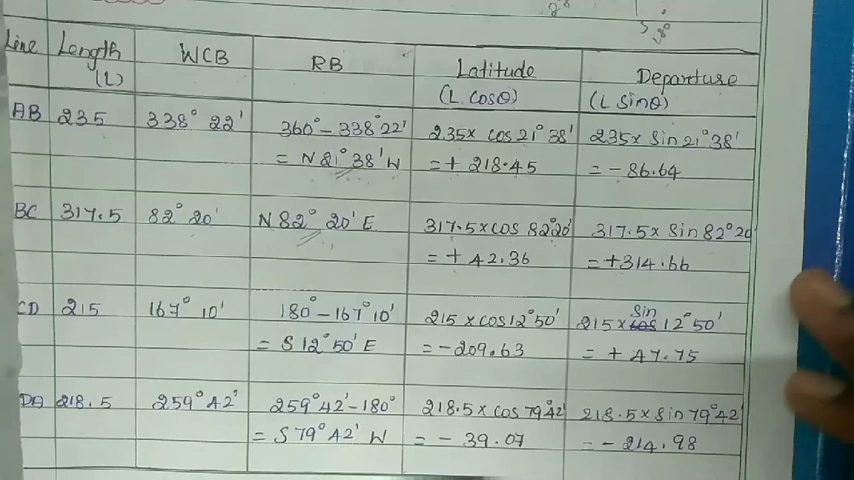 Line Length WCB RB Latitude Departure
(L) (L. cosθ) (L sinθ)
AB 235 338° 22' 360° - 338°22' 235 x cos 21° 38' 235 x sin 21° 38'
= N 21° 38' W = + 218.45 = - 86.64
BC 317.5 82° 20' N 82° 20' E 317.5 x cos 82°20' 317.5 x sin 82°20
= + 42.36 = +314.66
CD 215 167° 10' 180° - 167°10' 215 x cos 12° 50' 215 x sin 12° 50'
= S 12° 50' E = - 209.63 = + 47.75
DA 218.5 259° 42' 259° 42' - 180° 218.5 x cos 79°42' 218.5 x sin 79°42'
= S 79° 42' W = - 39.07 = - 214.98